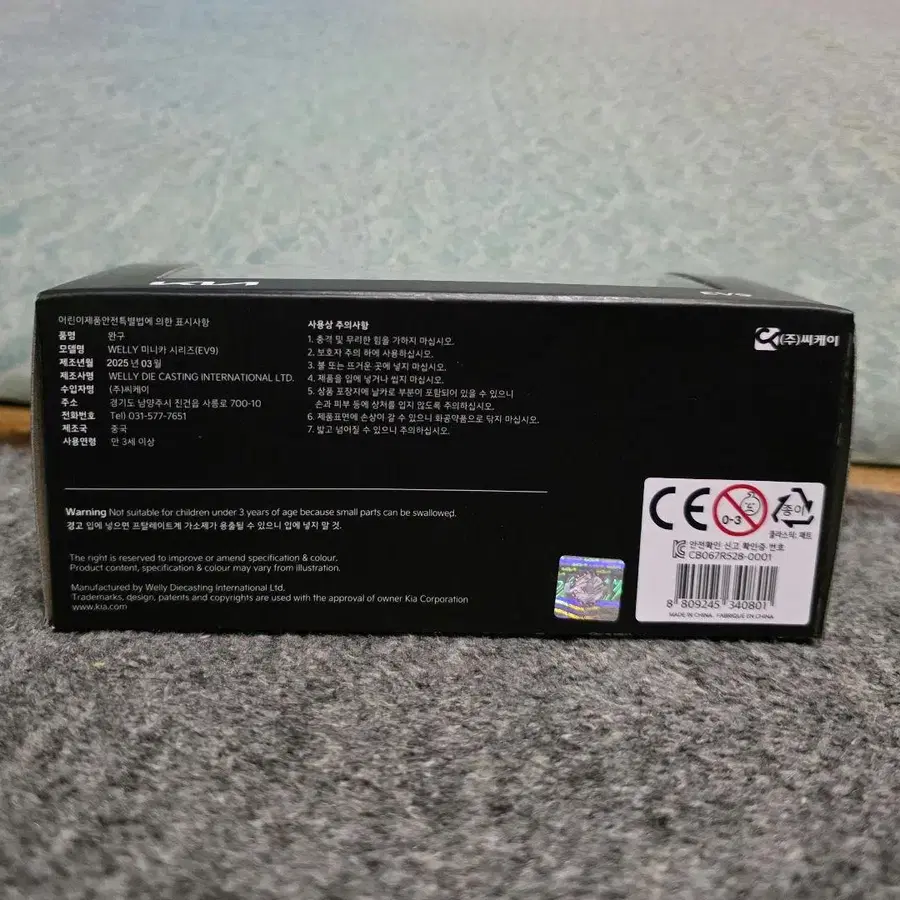 KIA
EV9
어린이제품안전특별법에 의한 표시사항
품명 완구
모델명 WELLY 미니카 시리즈(EV9)
제조년월 2025년 03월
제조사명 WELLY DIE CASTING INTERNATIONAL LTD.
수입자명 (주)씨케이
주소 경기도 남양주시 진건읍 사릉로 700-10
전화번호 Tel) 031-577-7651
제조국 중국
사용연령 만 3세 이상
사용상 주의사항
1. 충격 및 무리한 힘을 가하지 마십시오.
2. 보호자 주의 하에 사용하십시오.
3. 불 또는 뜨거운 곳에 넣지 마십시오.
4. 제품을 입에 넣거나 씹지 마십시오.
5. 상품 포장지에 날카로 부분이 포함되어 있을 수 있으니
손과 피부 등에 상처를 입지 않도록 주의하십시오.
6. 제품표면에 손상이 갈 수 있으니 화공약품으로 닦지 마십시오.
7. 밟고 넘어질 수 있으니 주의하십시오.
(주)씨케이
Warning Not suitable for children under 3 years of age because small parts can be swallowed.
경고 입에 넣으면 프탈레이트계 가소제가 용출될 수 있으니 입에 넣지 말 것.
The right is reserved to improve or amend specification & colour.
Product content, specification & colour may vary from illustration.
Manufactured by Welly Diecasting International Ltd.
Trademarks, design, patents and copyrights are used with the approval of owner Kia Corporation
www.kia.com
CE
0-3
종이
플라스틱: 페트
안전확인 신고 확인증 번호
CB067R528-0001
8 809245 340801
MADE IN CHINA. FABRIQUE EN CHINA